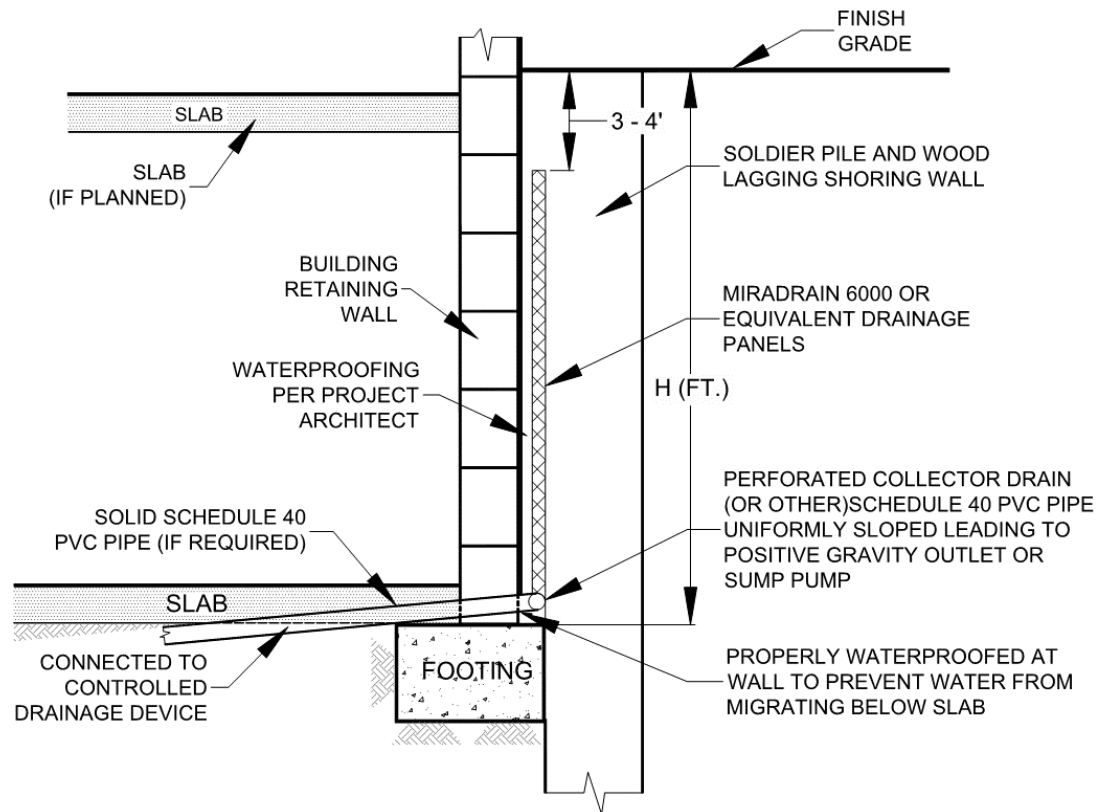 FINISH
GRADE
SLAB
3 - 4'
SLAB
(IF PLANNED)
SOLDIER PILE AND WOOD
LAGGING SHORING WALL
BUILDING
RETAINING
WALL
MIRADRAIN 6000 OR
EQUIVALENT DRAINAGE
PANELS
WATERPROOFING
PER PROJECT
ARCHITECT
H (FT.)
SOLID SCHEDULE 40
PVC PIPE (IF REQUIRED)
PERFORATED COLLECTOR DRAIN
(OR OTHER)SCHEDULE 40 PVC PIPE
UNIFORMLY SLOPED LEADING TO
POSITIVE GRAVITY OUTLET OR
SUMP PUMP
SLAB
CONNECTED TO
CONTROLLED
DRAINAGE DEVICE
FOOTING
PROPERLY WATERPROOFED AT
WALL TO PREVENT WATER FROM
MIGRATING BELOW SLAB